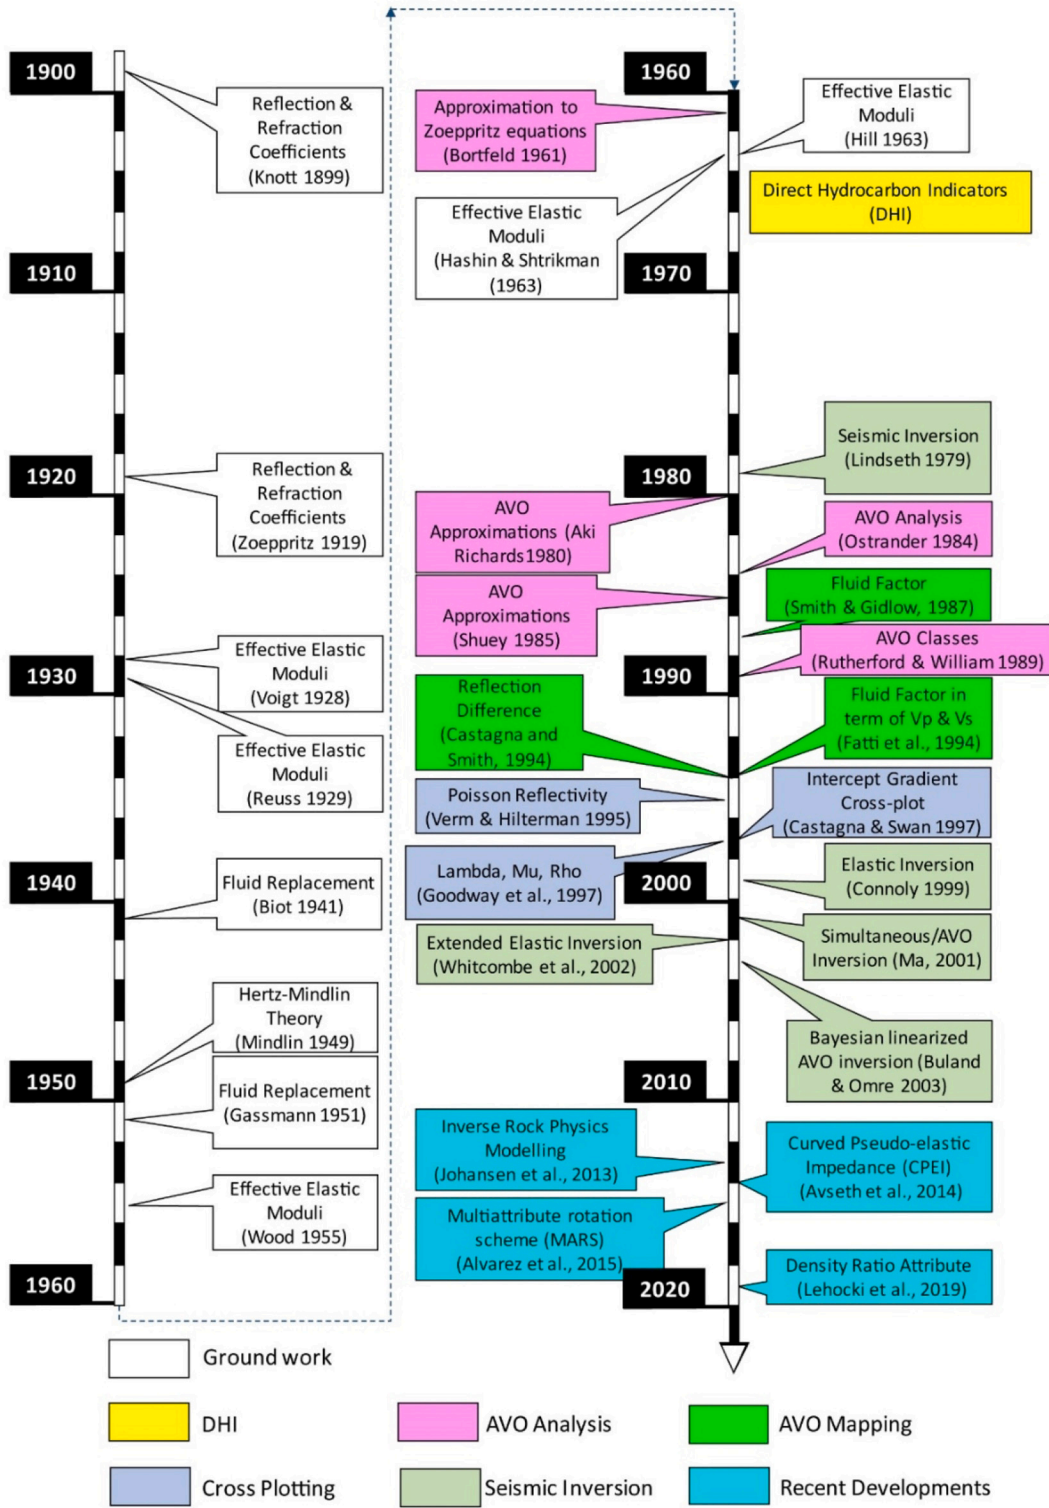 1900
Reflection &
Refraction
Coefficients
(Knott 1899)
1910
1920
Reflection &
Refraction
Coefficients
(Zoeppritz 1919)
Effective Elastic
Moduli
(Voigt 1928)
1930
Effective Elastic
Moduli
(Reuss 1929)
1940
Fluid Replacement
(Biot 1941)
Hertz-Mindlin
Theory
(Mindlin 1949)
1950
Fluid Replacement
(Gassmann 1951)
Effective Elastic
Moduli
(Wood 1955)
1960
1960
Approximation to
Zoeppritz equations
(Bortfeld 1961)
Effective Elastic
Moduli
(Hill 1963)
Direct Hydrocarbon Indicators
(DHI)
Effective Elastic
Moduli
(Hashin & Shtrikman
(1963)
1970
Seismic Inversion
(Lindseth 1979)
1980
AVO
Approximations (Aki
Richards1980)
AVO Analysis
(Ostrander 1984)
AVO
Approximations
(Shuey 1985)
Fluid Factor
(Smith & Gidlow, 1987)
AVO Classes
(Rutherford & William 1989)
1990
Reflection
Difference
(Castagna and
Smith, 1994)
Fluid Factor in
term of Vp & Vs
(Fatti et al., 1994)
Poisson Reflectivity
(Verm & Hilterman 1995)
Intercept Gradient
Cross-plot
(Castagna & Swan 1997)
Lambda, Mu, Rho
(Goodway et al., 1997)
Elastic Inversion
(Connoly 1999)
2000
Extended Elastic Inversion
(Whitcombe et al., 2002)
Simultaneous/AVO
Inversion (Ma, 2001)
Bayesian linearized
AVO inversion (Buland
& Omre 2003)
2010
Inverse Rock Physics
Modelling
(Johansen et al., 2013)
Curved Pseudo-elastic
Impedance (CPEI)
(Avseth et al., 2014)
Multiattribute rotation
scheme (MARS)
(Alvarez et al., 2015)
Density Ratio Attribute
(Lehocki et al., 2019)
2020
Ground work
DHI
AVO Analysis
AVO Mapping
Cross Plotting
Seismic Inversion
Recent Developments